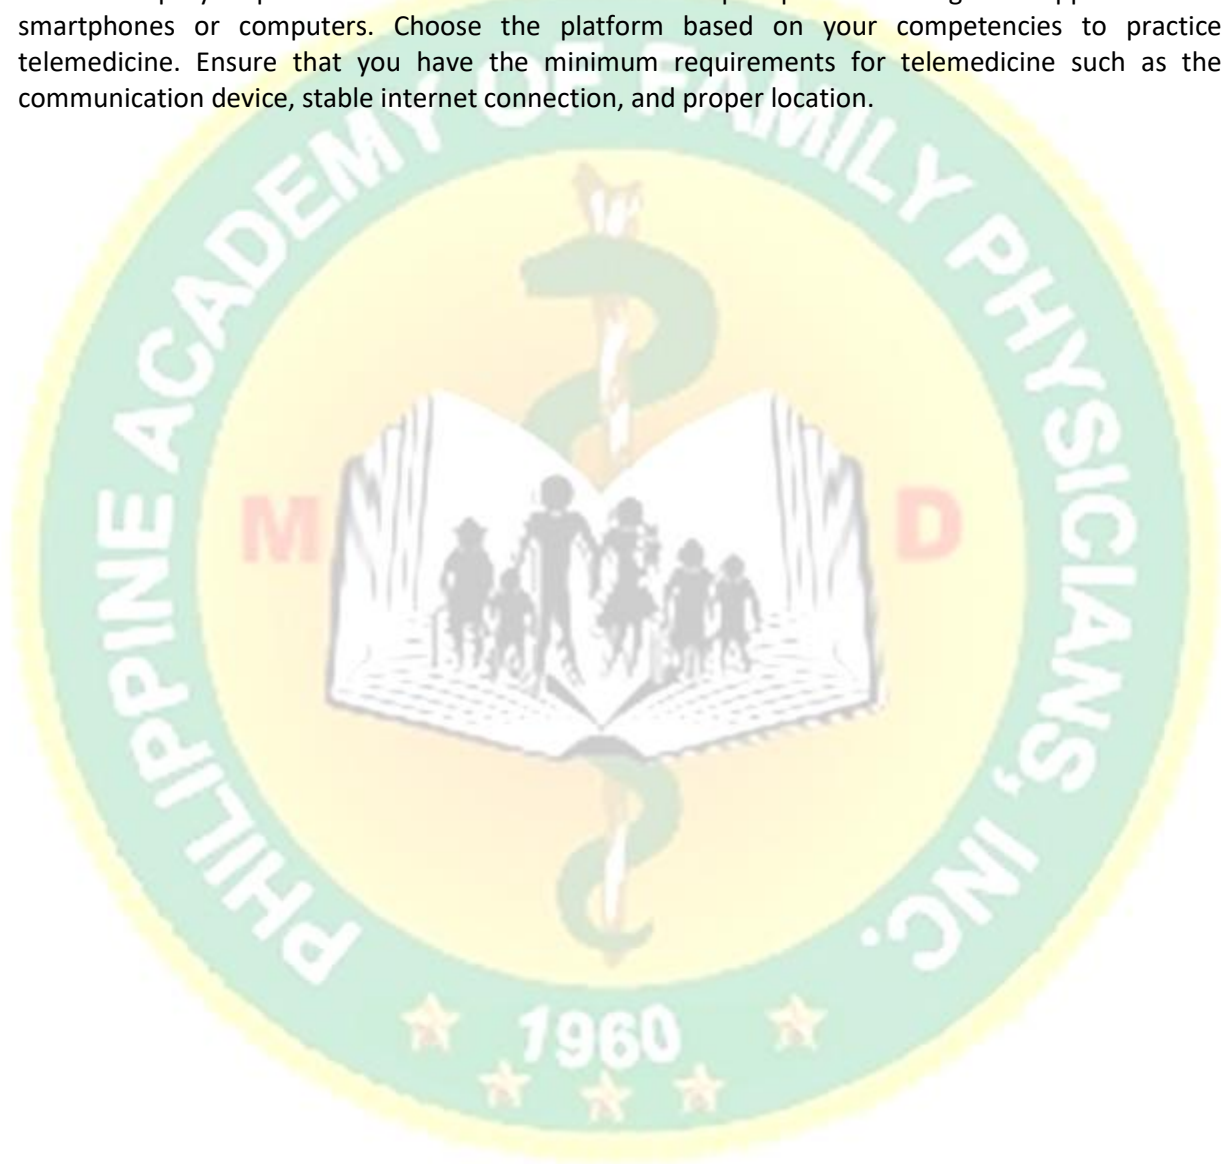 smartphones or computers. Choose the platform based on your competencies to practice
telemedicine. Ensure that you have the minimum requirements for telemedicine such as the
communication device, stable internet connection, and proper location.
PHILIPPINE ACADEMY OF FAMILY PHYSICIANS, INC.
M D
1960